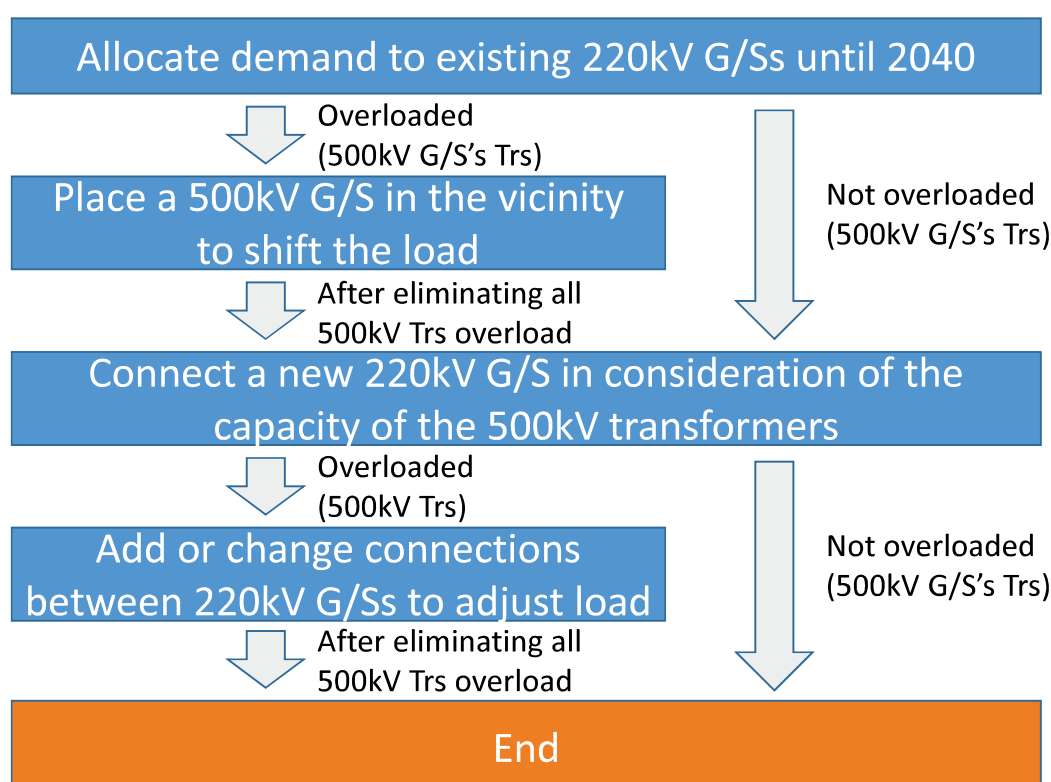 Allocate demand to existing 220kV G/Ss until 2040
Overloaded
(500kV G/S's Trs)
Not overloaded
(500kV G/S's Trs)
Place a 500kV G/S in the vicinity
to shift the load
After eliminating all
500kV Trs overload
Connect a new 220kV G/S in consideration of the
capacity of the 500kV transformers
Overloaded
(500kV Trs)
Not overloaded
(500kV G/S's Trs)
Add or change connections
between 220kV G/Ss to adjust load
After eliminating all
500kV Trs overload
End